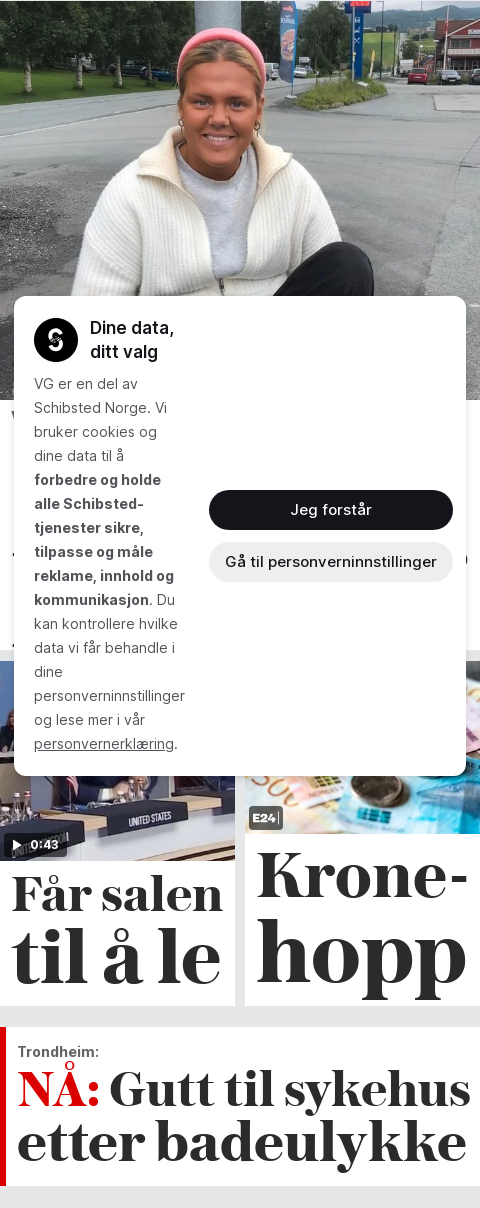 Dine data,
ditt valg
VG er en del av
Schibsted Norge. Vi
bruker cookies og
dine data til å
forbedre og holde
alle Schibsted-
tjenester sikre,
tilpasse og måle
reklame, innhold og
kommunikasjon. Du
kan kontrollere hvilke
data vi får behandle i
dine
personverninnstillinger
og lese mer i vår
personvernerklæring.
Jeg forstår
Gå til personverninnstillinger
UNITED STATES
UNITED KINGDOM
0:43
Får salen
til å le
500
E24
Krone-
hopp
Trondheim:
NÅ: Gutt til sykehus
etter badeulykke